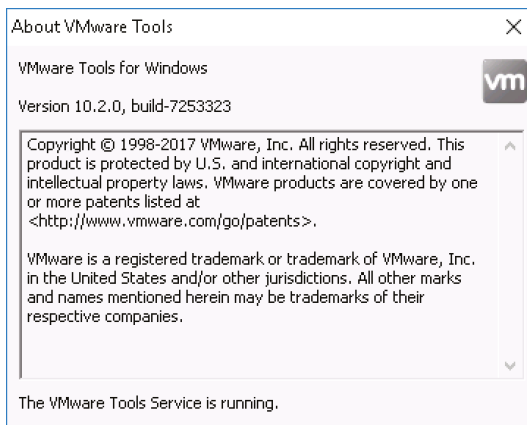 About VMware Tools
VMware Tools for Windows
vm
Version 10.2.0, build-7253323
Copyright © 1998-2017 VMware, Inc. All rights reserved. This
product is protected by U.S. and international copyright and
intellectual property laws. VMware products are covered by one
or more patents listed at
<http://www.vmware.com/go/patents>.
VMware is a registered trademark or trademark of VMware, Inc.
in the United States and/or other jurisdictions. All other marks
and names mentioned herein may be trademarks of their
respective companies.
The VMware Tools Service is running.